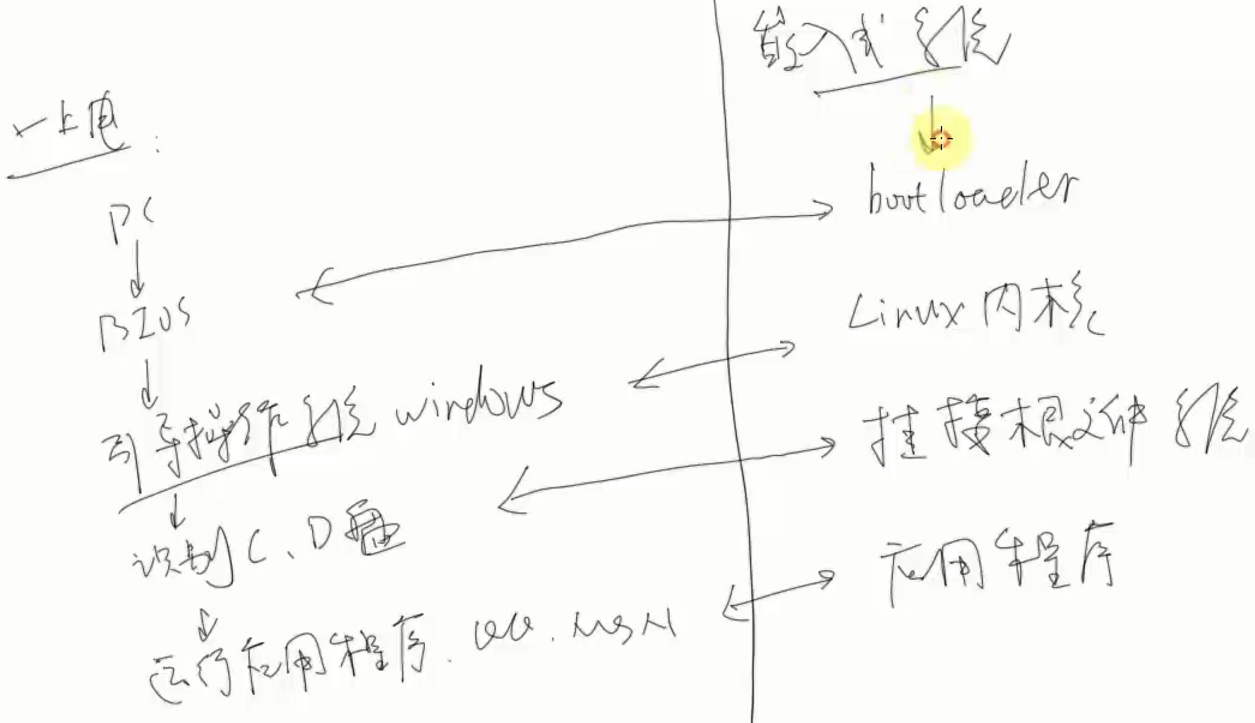 一上电:
PC
BIOS
引导操作系统 windows
识别C、D盘
运行应用程序. QQ. MSN
嵌入式系统
bootloader
Linux内核
挂接根文件系统
应用程序